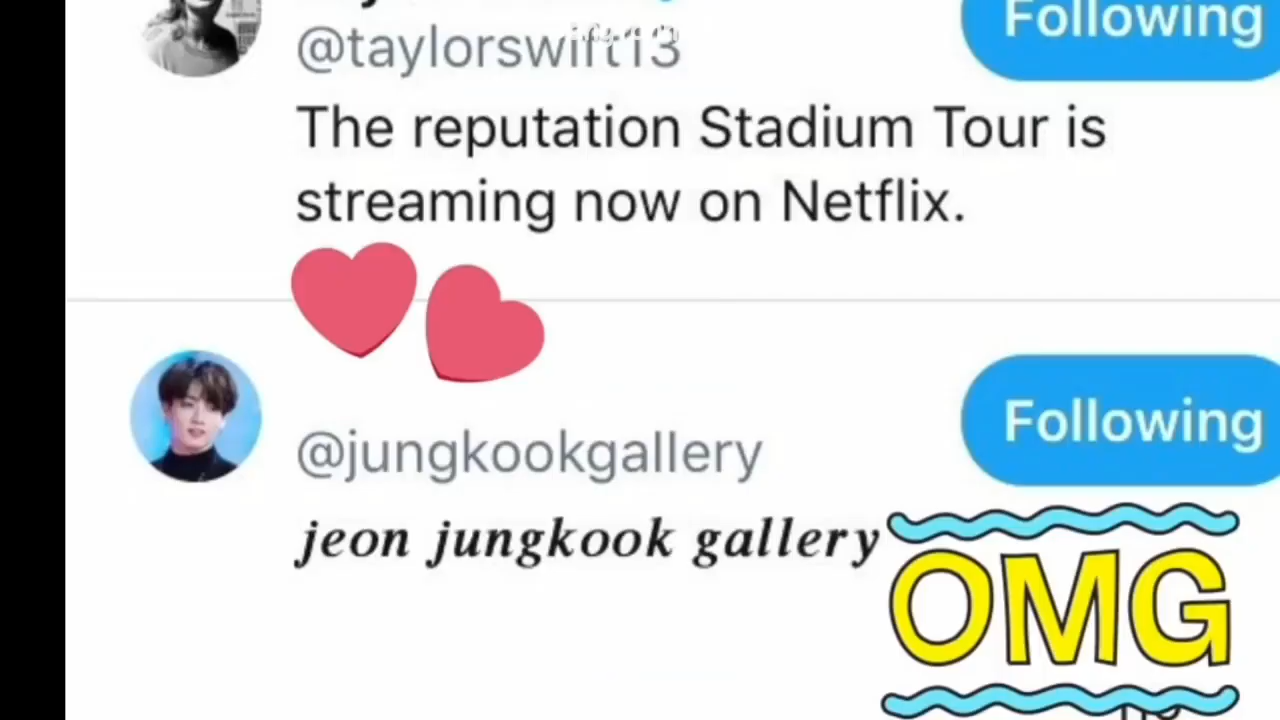 Following
@taylorswift13
The reputation Stadium Tour is
streaming now on Netflix.
Following
@jungkookgallery
jeon jungkook gallery
OMG